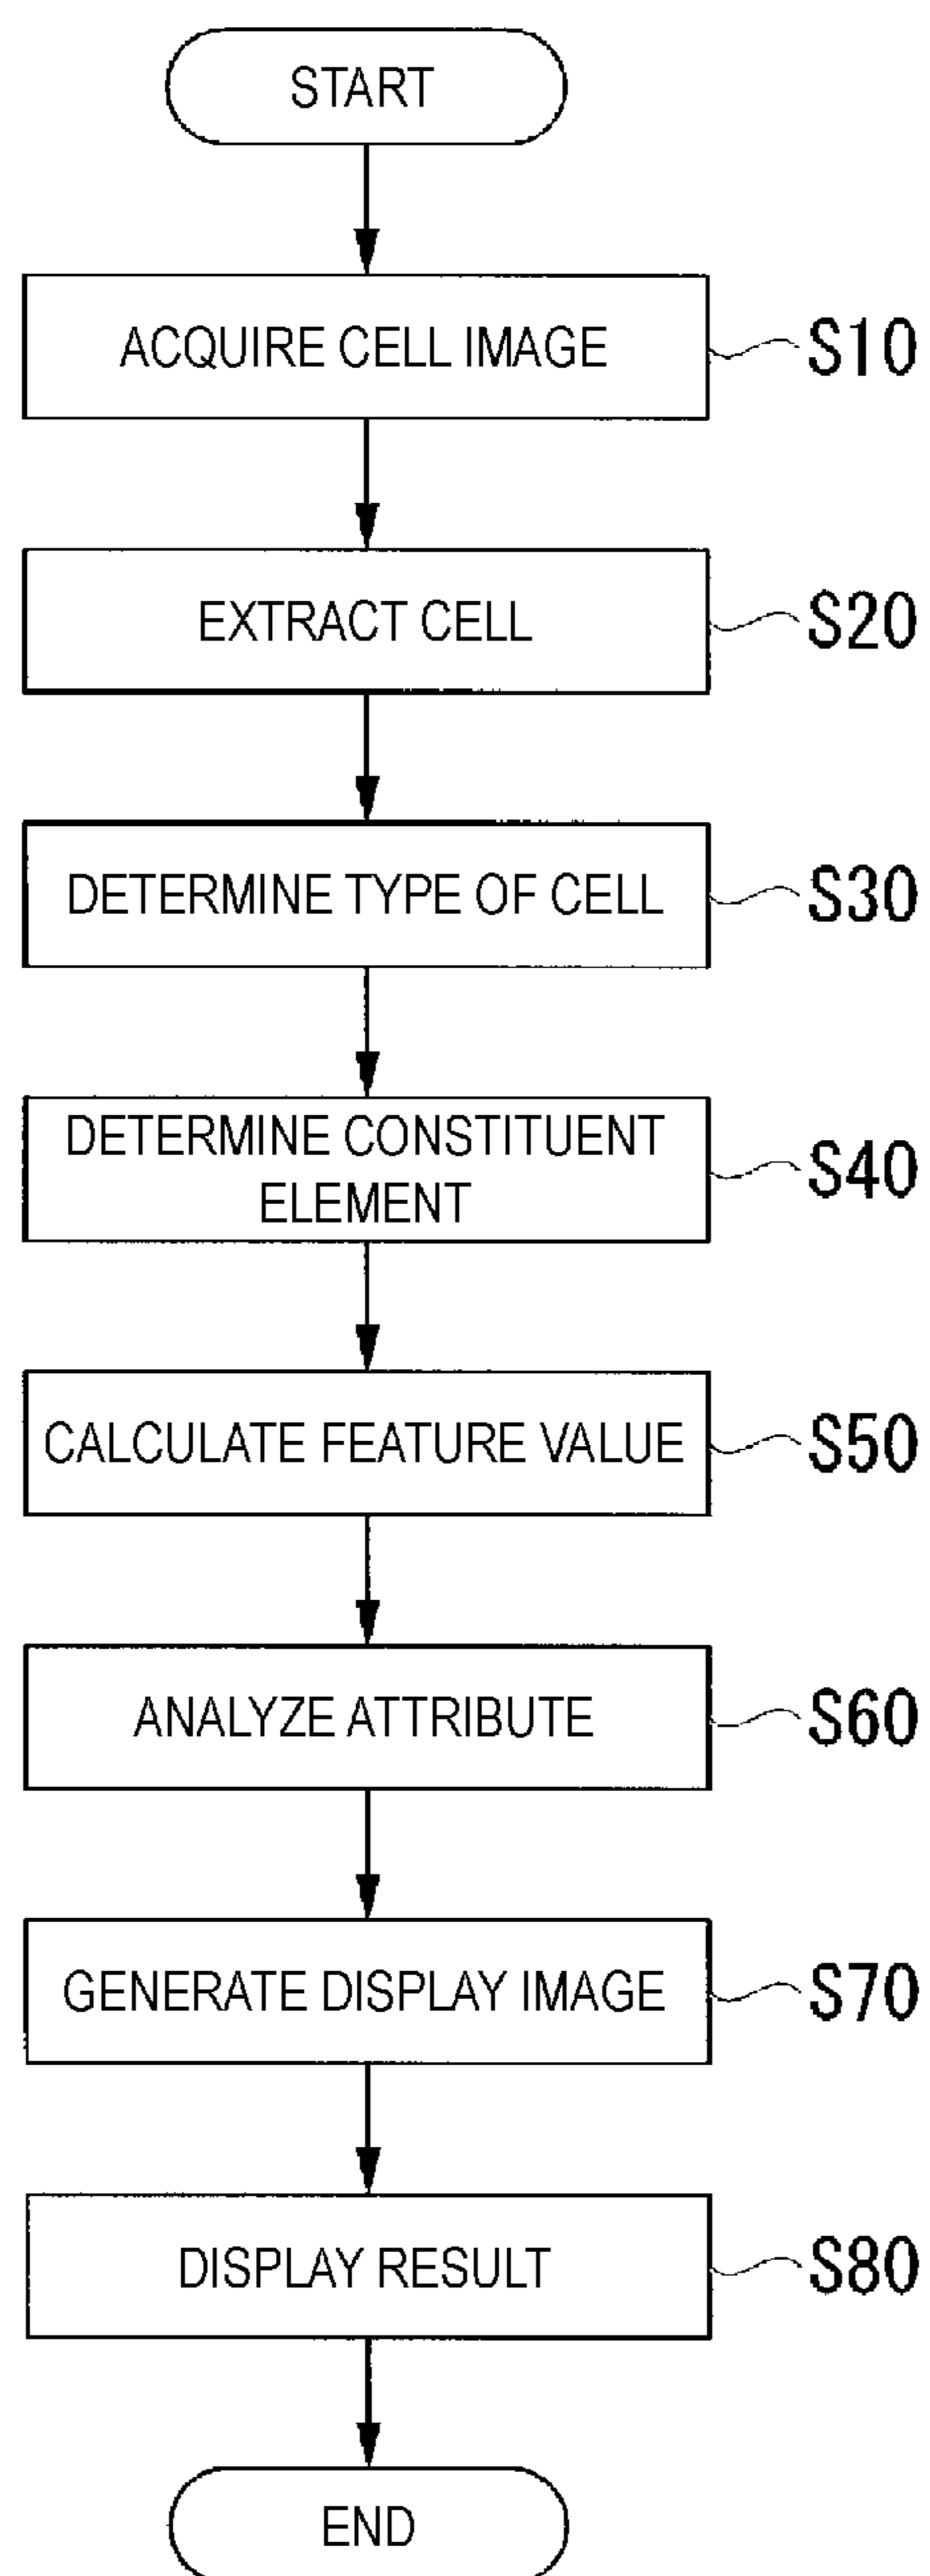 START
ACQUIRE CELL IMAGE S10
EXTRACT CELL S20
DETERMINE TYPE OF CELL S30
DETERMINE CONSTITUENT
ELEMENT S40
CALCULATE FEATURE VALUE S50
ANALYZE ATTRIBUTE S60
GENERATE DISPLAY IMAGE S70
DISPLAY RESULT S80
END